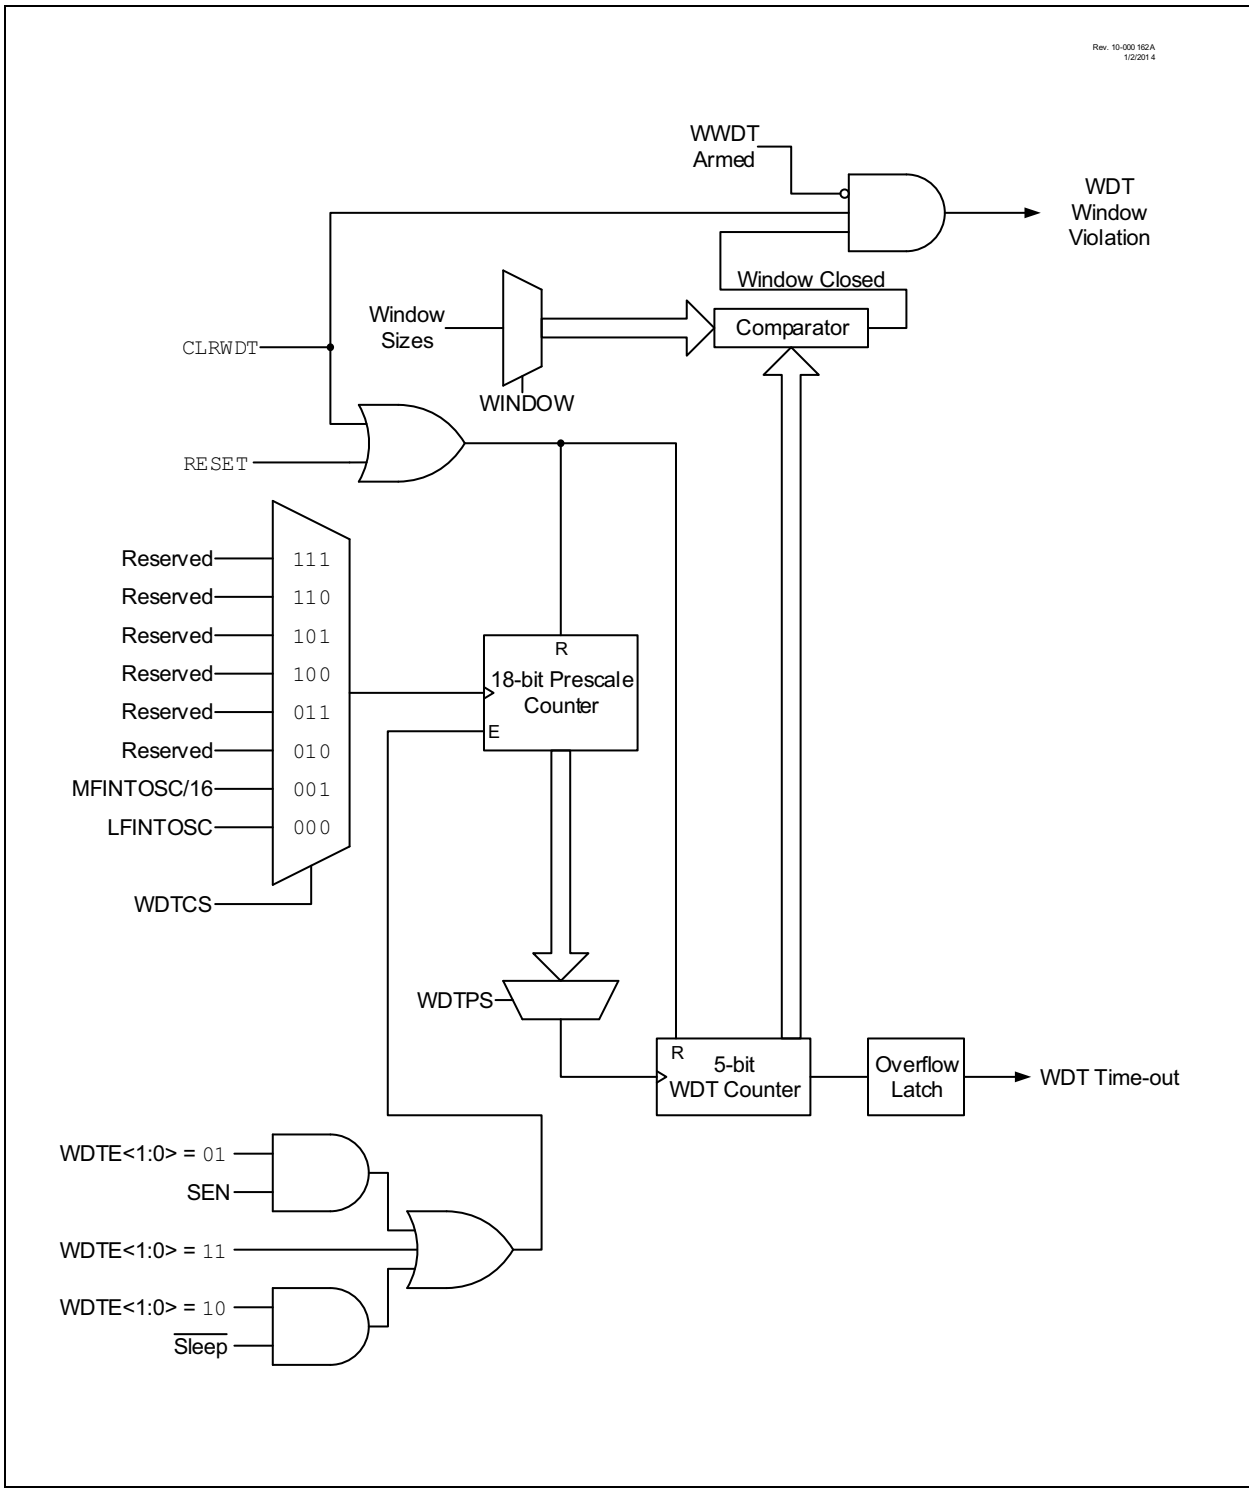 Rev. 10-000 162A
1/2/201 4
WWDT
Armed
WDT
Window
Violation
Window Closed
Window
Sizes
Comparator
CLRWDT
WINDOW
RESET
Reserved 111
Reserved 110
Reserved 101
Reserved 100
Reserved 011
Reserved 010
MFINTOSC/16 001
LFINTOSC 000
WDTCS
R
18-bit Prescale
Counter
E
WDTPS
R
5-bit
WDT Counter
Overflow
Latch
WDT Time-out
WDTE<1:0> = 01
SEN
WDTE<1:0> = 11
WDTE<1:0> = 10
Sleep